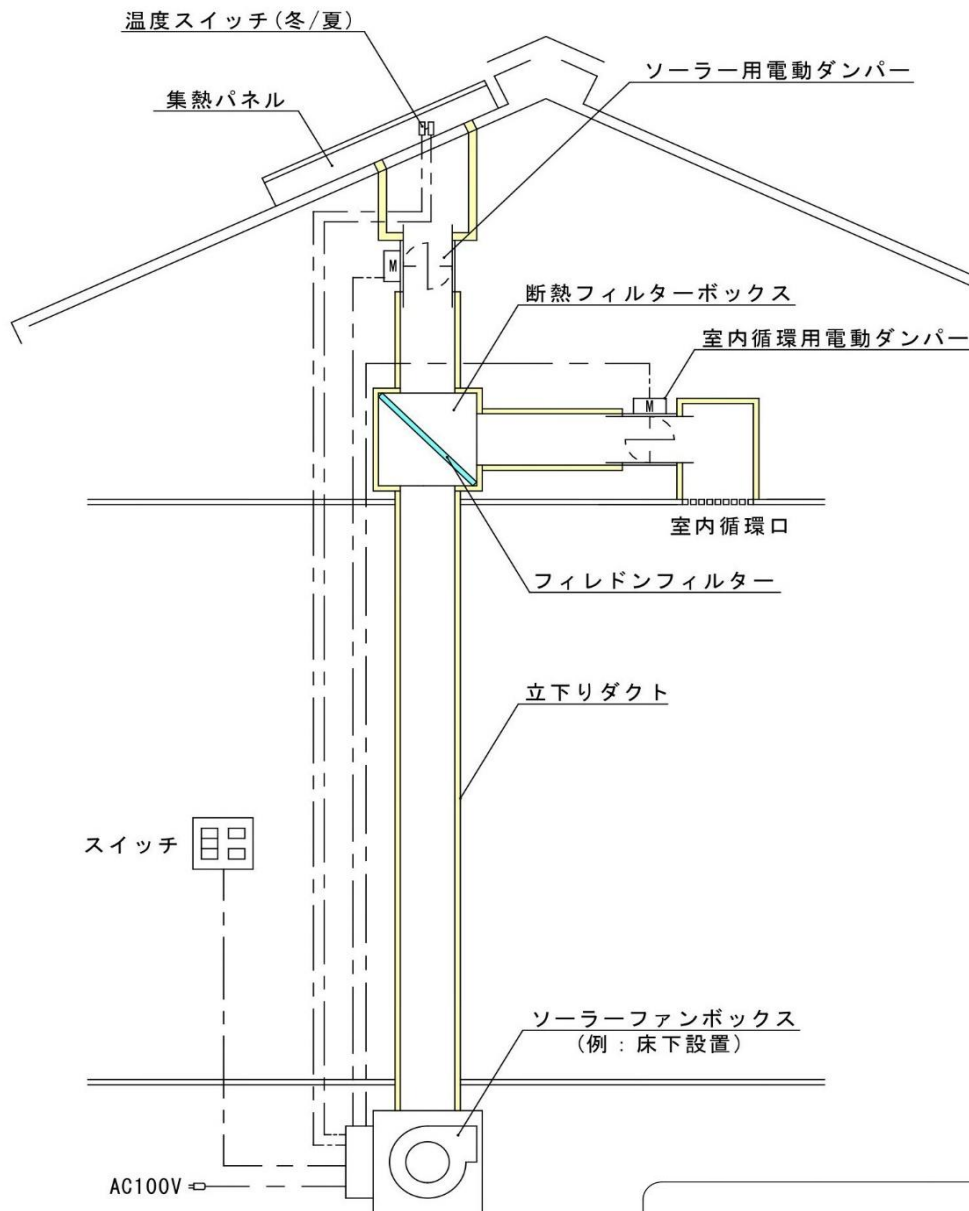 温度スイッチ(冬/夏)
ソーラー用電動ダンパー
集熱パネル
M
断熱フィルターボックス
室内循環用電動ダンパー
M
室内循環口
フィレドンフィルター
立下りダクト
スイッチ
ソーラーファンボックス
(例:床下設置)
AC100V